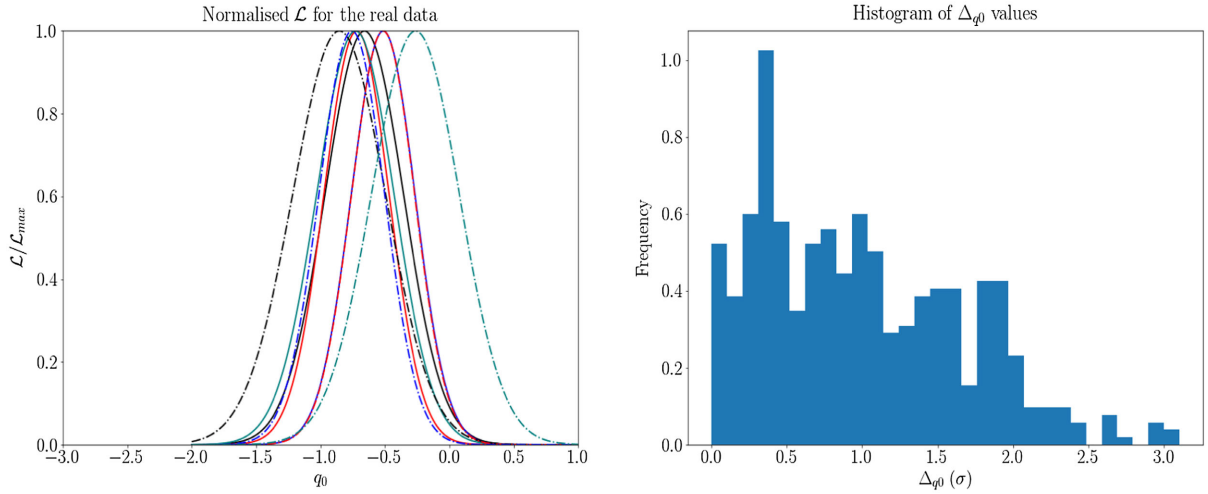 Normalised ℒ for the real data
1.0
0.8
0.6
0.4
0.2
0.0
ℒ/ℒ_max
−3.0 −2.5 −2.0 −1.5 −1.0 −0.5 0.0 0.5 1.0
q₀
Histogram of Δ_q0 values
1.0
0.8
0.6
0.4
0.2
0.0
Frequency
0.0 0.5 1.0 1.5 2.0 2.5 3.0
Δ_q0 (σ)